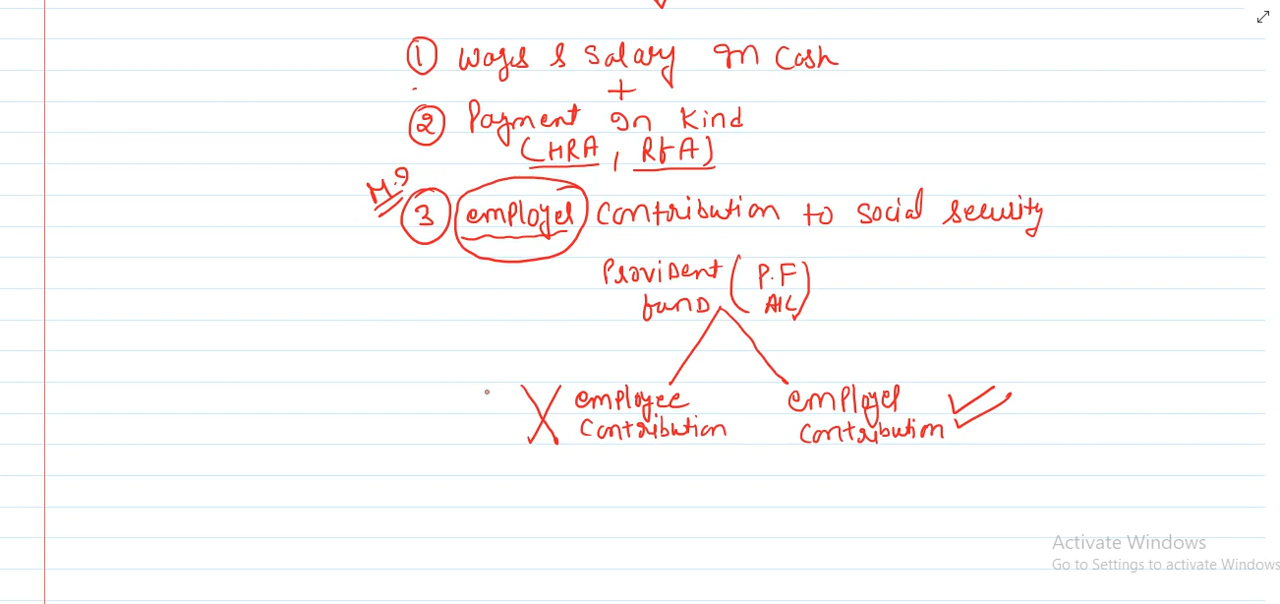 ① Wages & Salary In Cash
+
② Payment In Kind
(HRA, RFA)
③ employer Contribution to social security
Provident (P.F
fund A/C)
X employee employer ✓
Contribution Contribution ✓
Activate Windows
Go to Settings to activate Windows